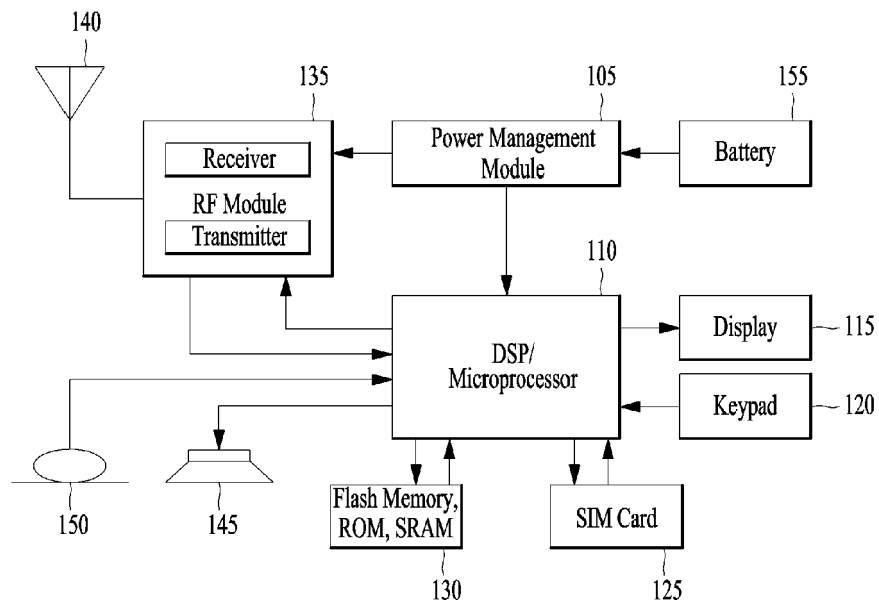 140
135
105
155
Receiver
RF Module
Transmitter
Power Management
Module
Battery
110
DSP/
Microprocessor
Display
115
Keypad
120
150
145
Flash Memory,
ROM, SRAM
130
SIM Card
125